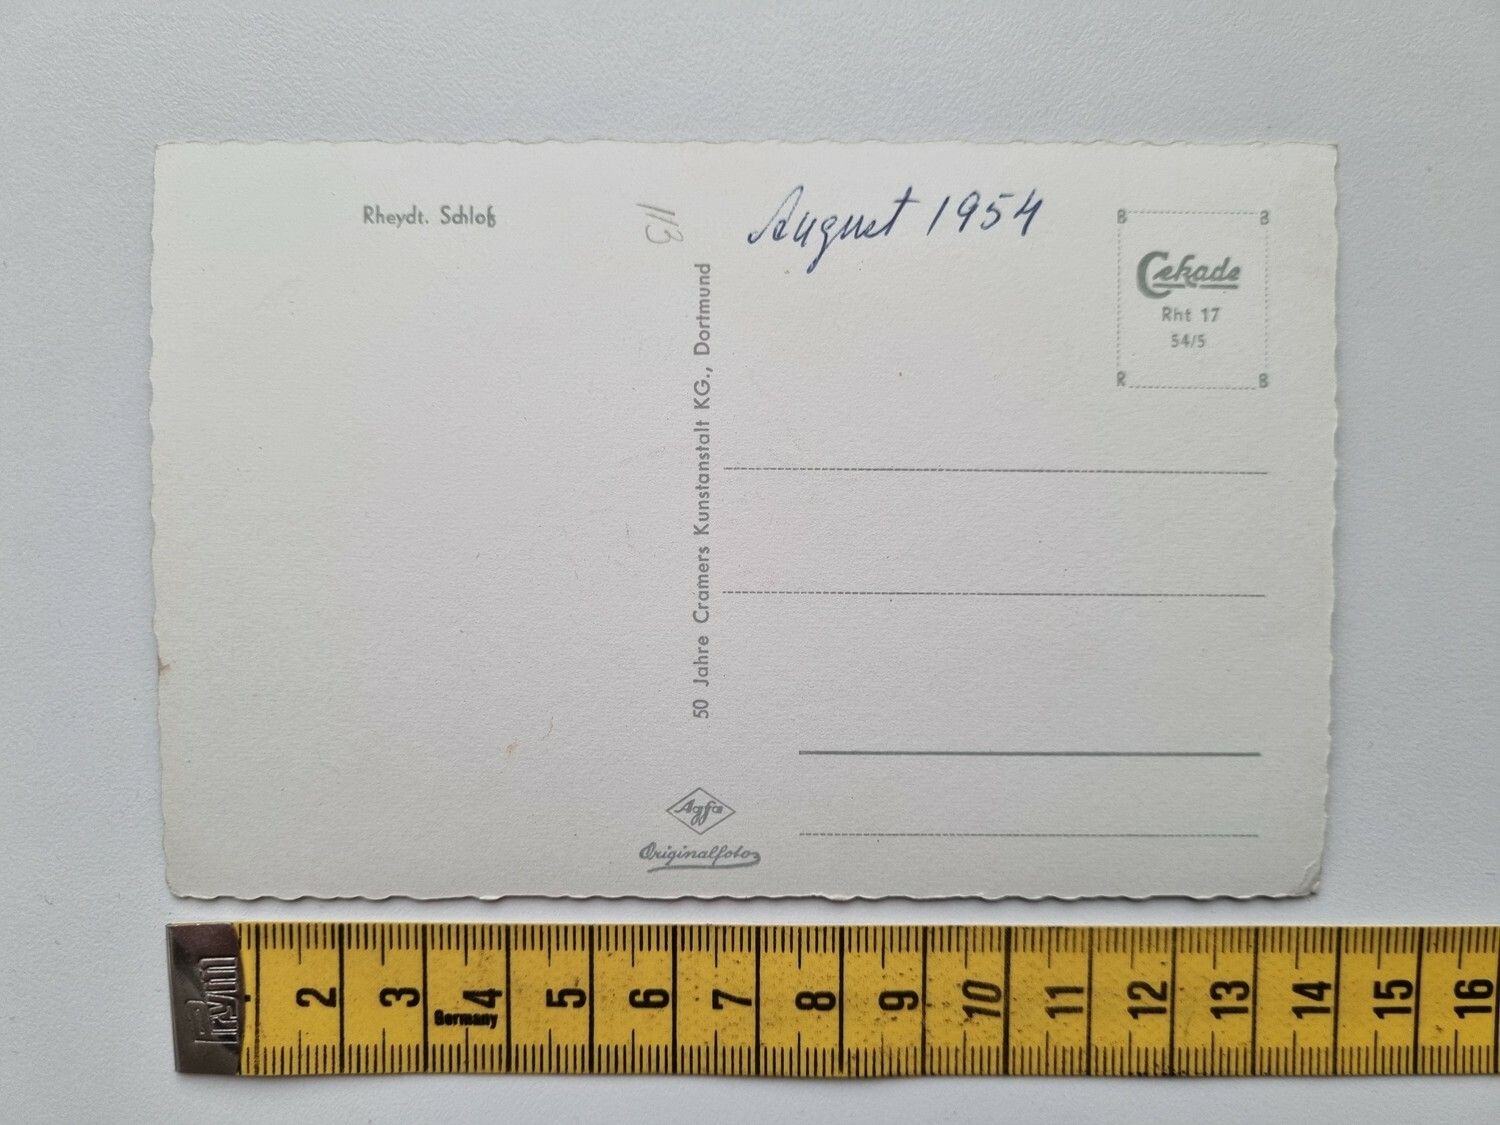 Rheydt. Schloß
113
August 1954
B B
Cekade
Rht 17
54/5
R B
50 Jahre Cramers Kunstanstalt KG., Dortmund
Agfa
Originalfoto
prym
2 3 4 5 6 7 8 9 10 11 12 13 14 15 16
Germany